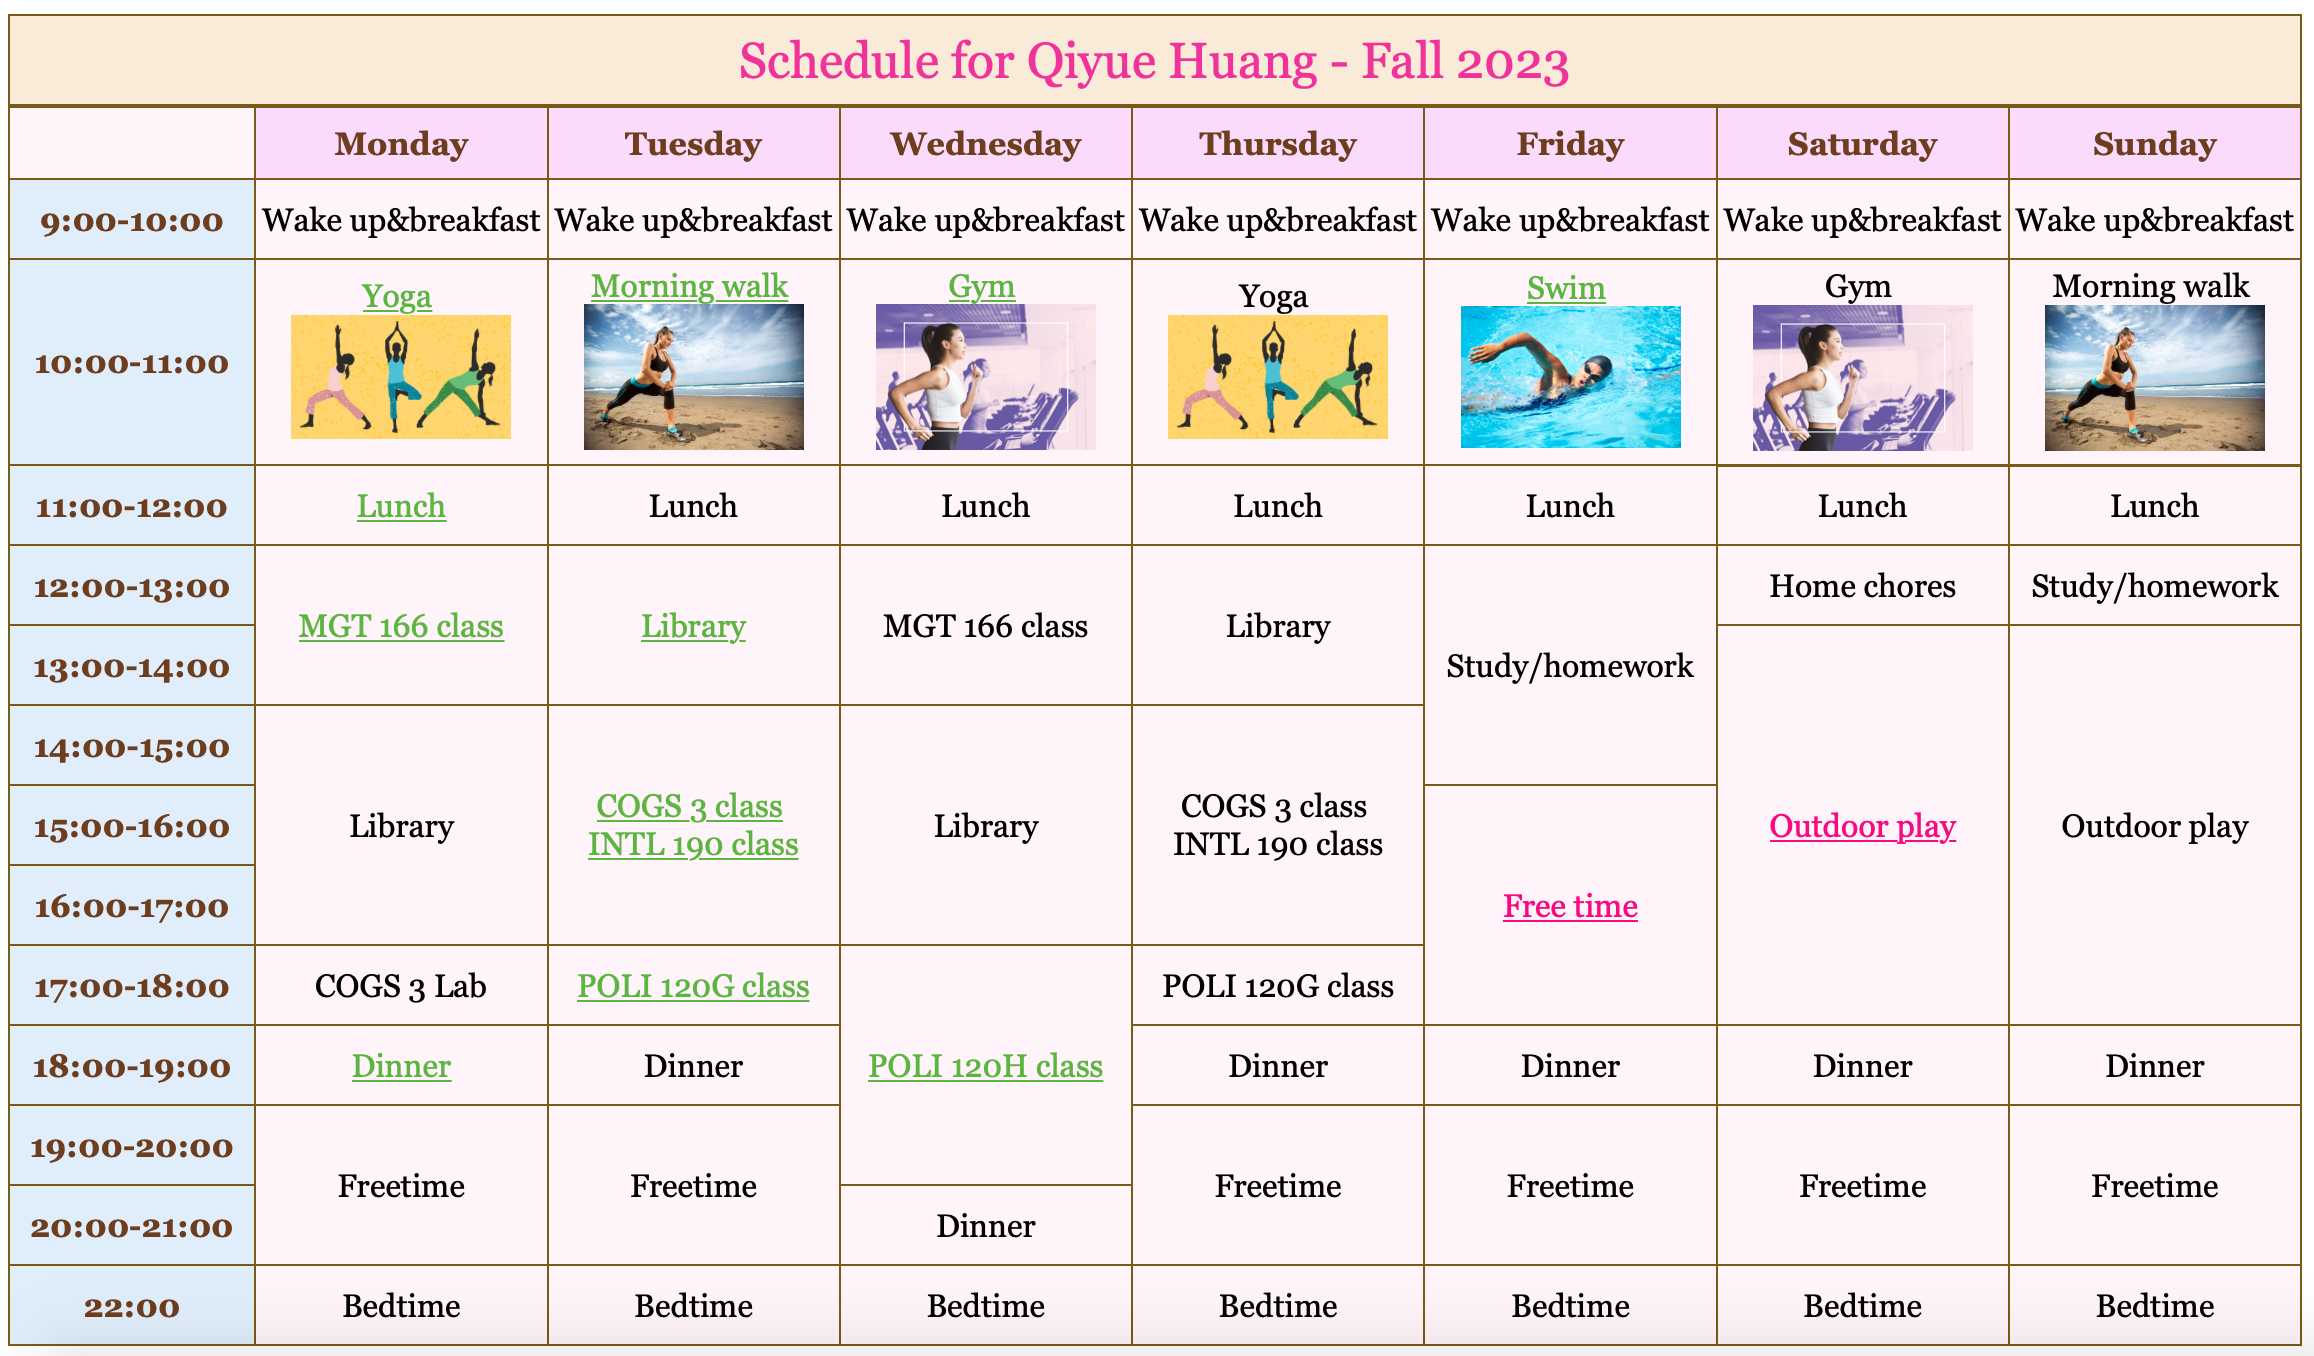 Schedule for Qiyue Huang - Fall 2023
Monday Tuesday Wednesday Thursday Friday Saturday Sunday
9:00-10:00 Wake up&breakfast Wake up&breakfast Wake up&breakfast Wake up&breakfast Wake up&breakfast Wake up&breakfast Wake up&breakfast
10:00-11:00 Yoga Morning walk Gym Yoga Swim Gym Morning walk
11:00-12:00 Lunch Lunch Lunch Lunch Lunch Lunch Lunch
12:00-13:00 Home chores Study/homework
MGT 166 class Library MGT 166 class Library
13:00-14:00 Study/homework
14:00-15:00
15:00-16:00 Library COGS 3 class Library COGS 3 class Outdoor play Outdoor play
INTL 190 class INTL 190 class
16:00-17:00 Free time
17:00-18:00 COGS 3 Lab POLI 120G class POLI 120G class
18:00-19:00 Dinner Dinner POLI 120H class Dinner Dinner Dinner Dinner
19:00-20:00
Freetime Freetime Freetime Freetime Freetime Freetime
20:00-21:00 Dinner
22:00 Bedtime Bedtime Bedtime Bedtime Bedtime Bedtime Bedtime